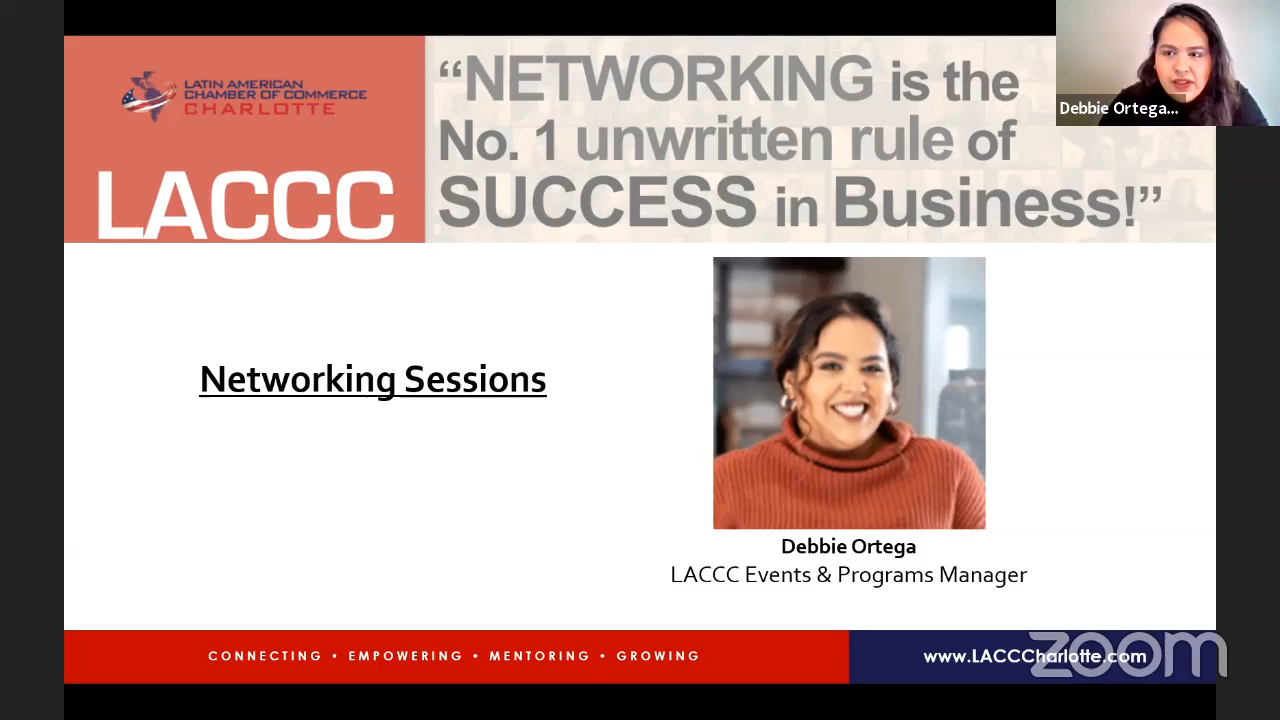 LATIN AMERICAN
CHAMBER OF COMMERCE
CHARLOTTE
LACCC
“NETWORKING is the
No. 1 unwritten rule of
SUCCESS in Business!”
Debbie Ortega...
Networking Sessions
Debbie Ortega
LACCC Events & Programs Manager
CONNECTING • EMPOWERING • MENTORING • GROWING
www.LACCCharlotte.com
zoom